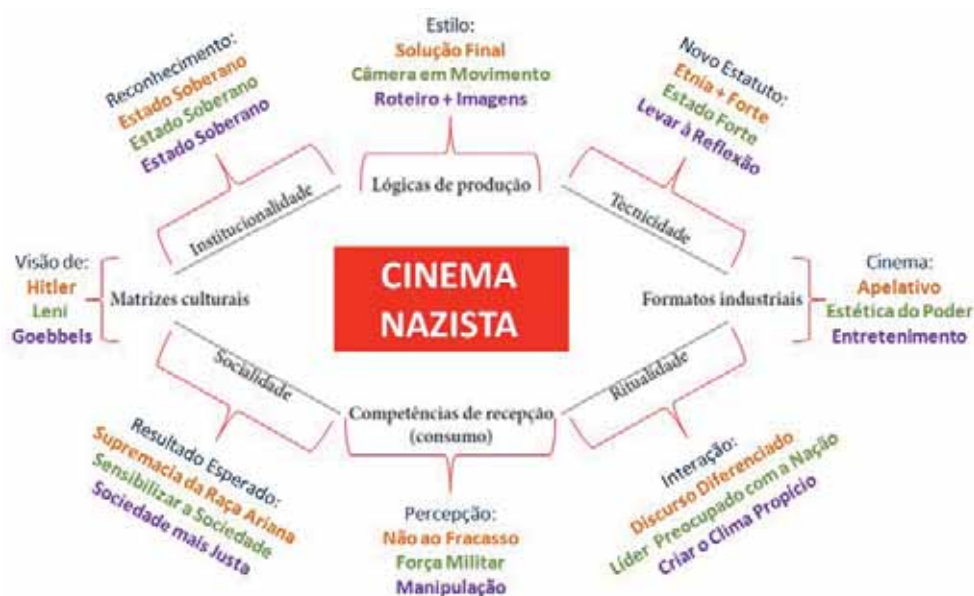 Estilo:
Solução Final
Câmera em Movimento
Roteiro + Imagens
Reconhecimento:
Estado Soberano
Estado Soberano
Estado Soberano
Novo Estatuto:
Etnia + Forte
Estado Forte
Levar à Reflexão
Institucionalidade
Lógicas de produção
Tecnicidade
Visão de:
Hitler
Leni
Goebbels
Matrizes culturais
CINEMA
NAZISTA
Formatos industriais
Cinema:
Apelativo
Estética do Poder
Entretenimento
Socialidade
Competências de recepção
(consumo)
Ritualidade
Resultado Esperado:
Supremacia da Raça Ariana
Sensibilizar a Sociedade
Sociedade mais Justa
Percepção:
Não ao Fracasso
Força Militar
Manipulação
Interação:
Discurso Diferenciado
Líder Preocupado com a Nação
Criar o Clima Propício